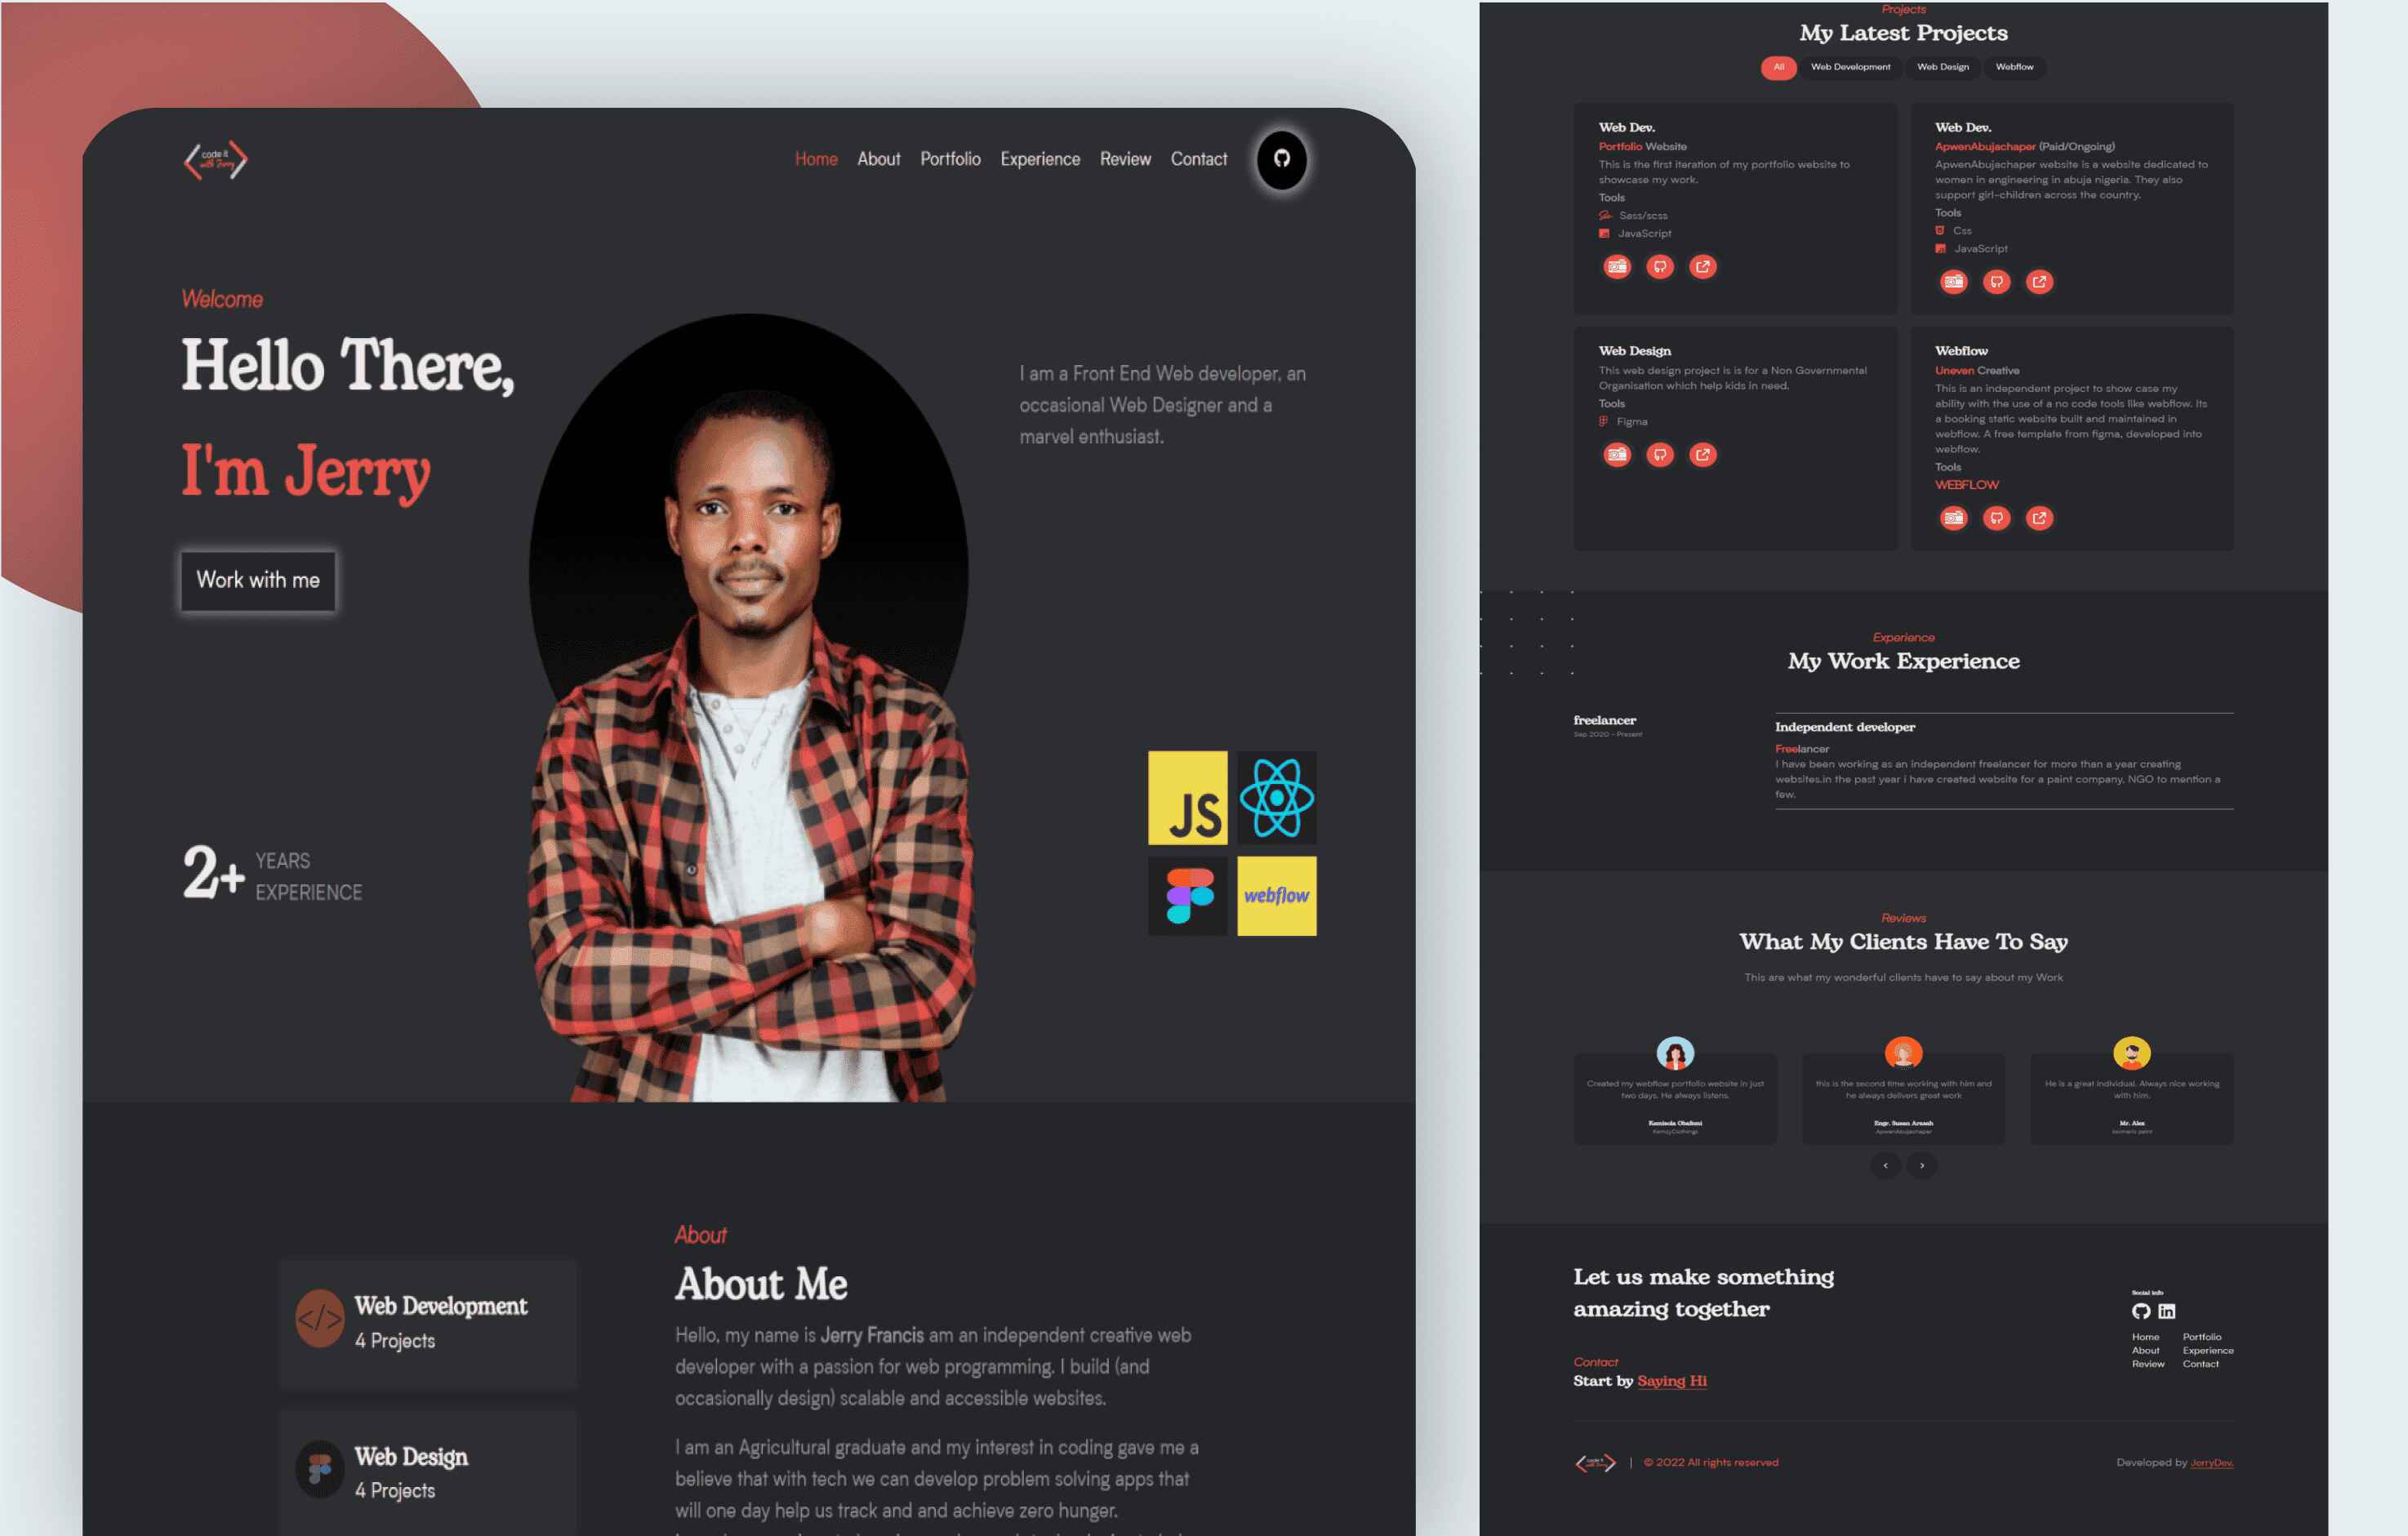 code it
with Jerry
Home About Portfolio Experience Review Contact
Welcome
Hello There,
I'm Jerry
Work with me
I am a Front End Web developer, an
occasional Web Designer and a
marvel enthusiast.
JS
webflow
2+ YEARS
EXPERIENCE
Web Development
4 Projects
Web Design
4 Projects
About
About Me
Hello, my name is Jerry Francis am an independent creative web
developer with a passion for web programming. I build (and
occasionally design) scalable and accessible websites.
I am an Agricultural graduate and my interest in coding gave me a
believe that with tech we can develop problem solving apps that
will one day help us track and and achieve zero hunger.
Projects
My Latest Projects
All Web Development Web Design Webflow
Web Dev.
Portfolio Website
This is the first iteration of my portfolio website to
showcase my work.
Tools
Sass/scss
JavaScript
Web Dev.
ApwenAbujachaper (Paid/Ongoing)
ApwenAbujachaper website is a website dedicated to
women in engineering in abuja nigeria. They also
support girl-children across the country.
Tools
Css
JavaScript
Web Design
This web design project is is for a Non Governmental
Organisation which help kids in need.
Tools
Figma
Webflow
Uneven Creative
This is an independent project to show case my
ability with the use of a no code tools like webflow. Its
a booking static website built and maintained in
webflow. A free template from figma, developed into
webflow.
Tools
WEBFLOW
Experience
My Work Experience
freelancer
Sep 2020 - Present
Independent developer
Freelancer
I have been working as an independent freelancer for more than a year creating
websites.in the past year i have created website for a paint company, NGO to mention a
few.
Reviews
What My Clients Have To Say
This are what my wonderful clients have to say about my Work
Created my webflow portfolio website in just
two days. He always listens.
this is the second time working with him and
he always delivers great work
Engr. Susan
ApwenAbujachaper
He is a great individual. Always nice working
with him.
Mr. Alex
Let us make something
amazing together
Contact
Start by Saying Hi
Social info
Home Portfolio
About Experience
Review Contact
© 2022 All rights reserved
Developed by JerryDev.